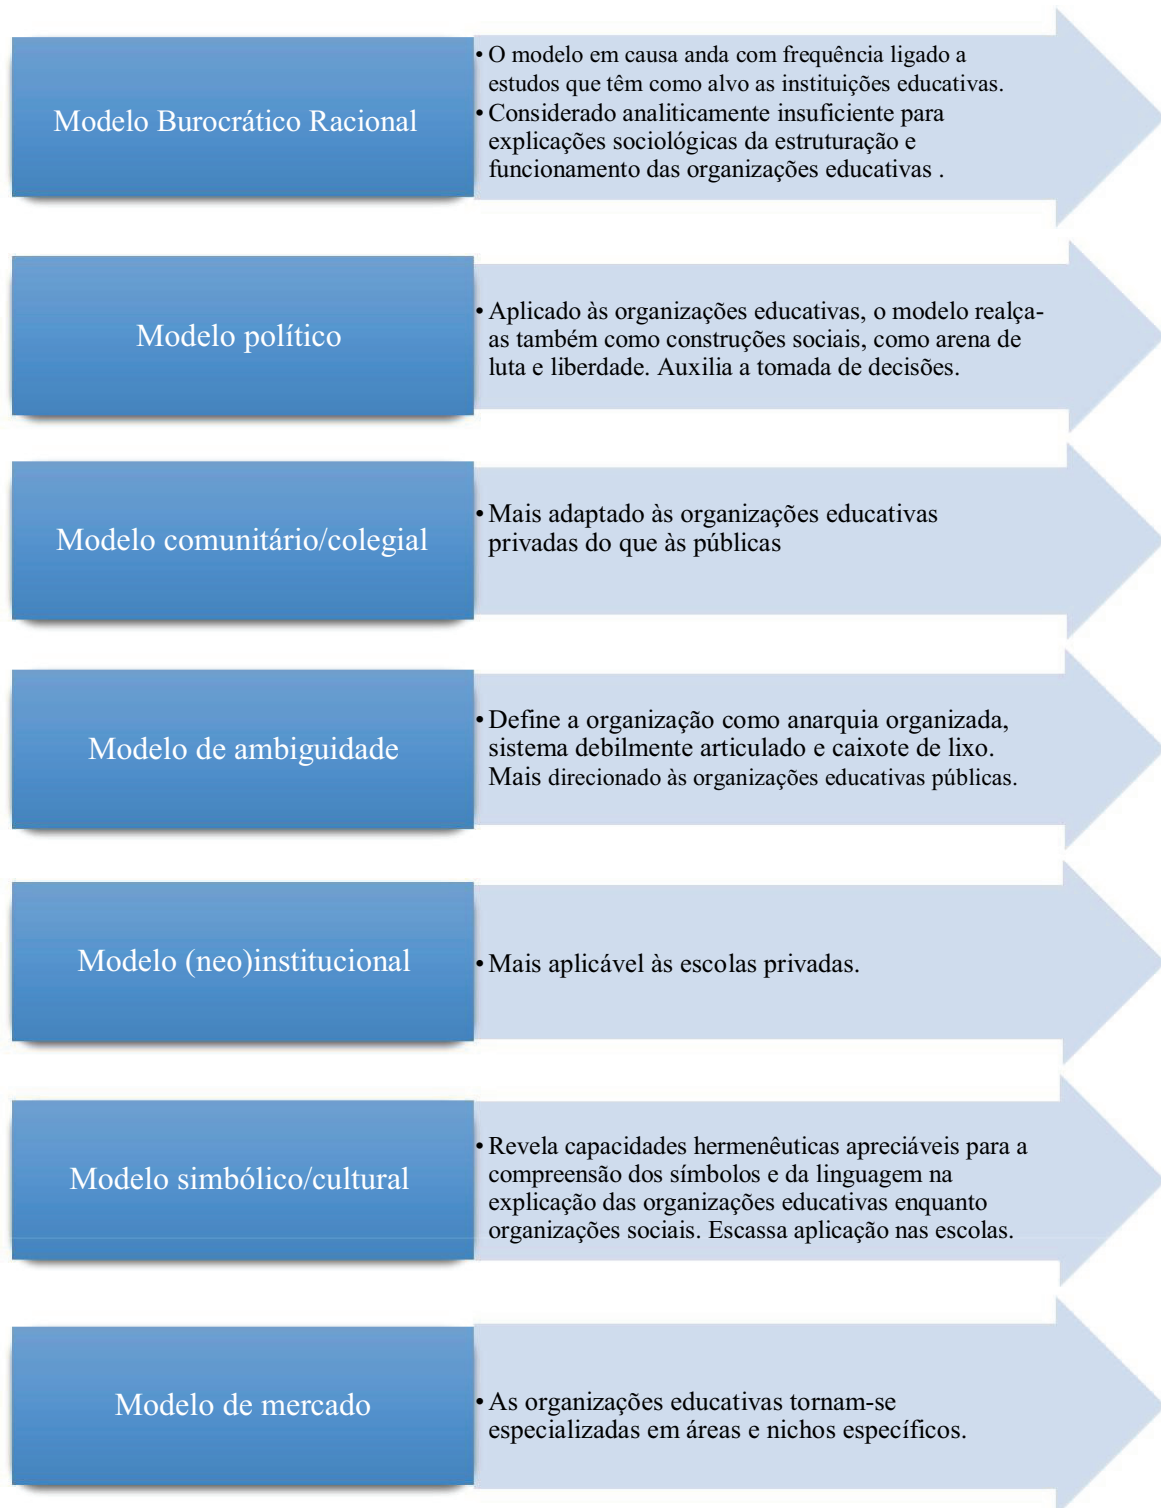 Modelo Burocrático Racional
• O modelo em causa anda com frequência ligado a
estudos que têm como alvo as instituições educativas.
• Considerado analiticamente insuficiente para
explicações sociológicas da estruturação e
funcionamento das organizações educativas .
Modelo político
• Aplicado às organizações educativas, o modelo realça-
as também como construções sociais, como arena de
luta e liberdade. Auxilia a tomada de decisões.
Modelo comunitário/colegial
• Mais adaptado às organizações educativas
privadas do que às públicas
Modelo de ambiguidade
• Define a organização como anarquia organizada,
sistema debilmente articulado e caixote de lixo.
Mais direcionado às organizações educativas públicas.
Modelo (neo)institucional
• Mais aplicável às escolas privadas.
Modelo simbólico/cultural
• Revela capacidades hermenêuticas apreciáveis para a
compreensão dos símbolos e da linguagem na
explicação das organizações educativas enquanto
organizações sociais. Escassa aplicação nas escolas.
Modelo de mercado
• As organizações educativas tornam-se
especializadas em áreas e nichos específicos.